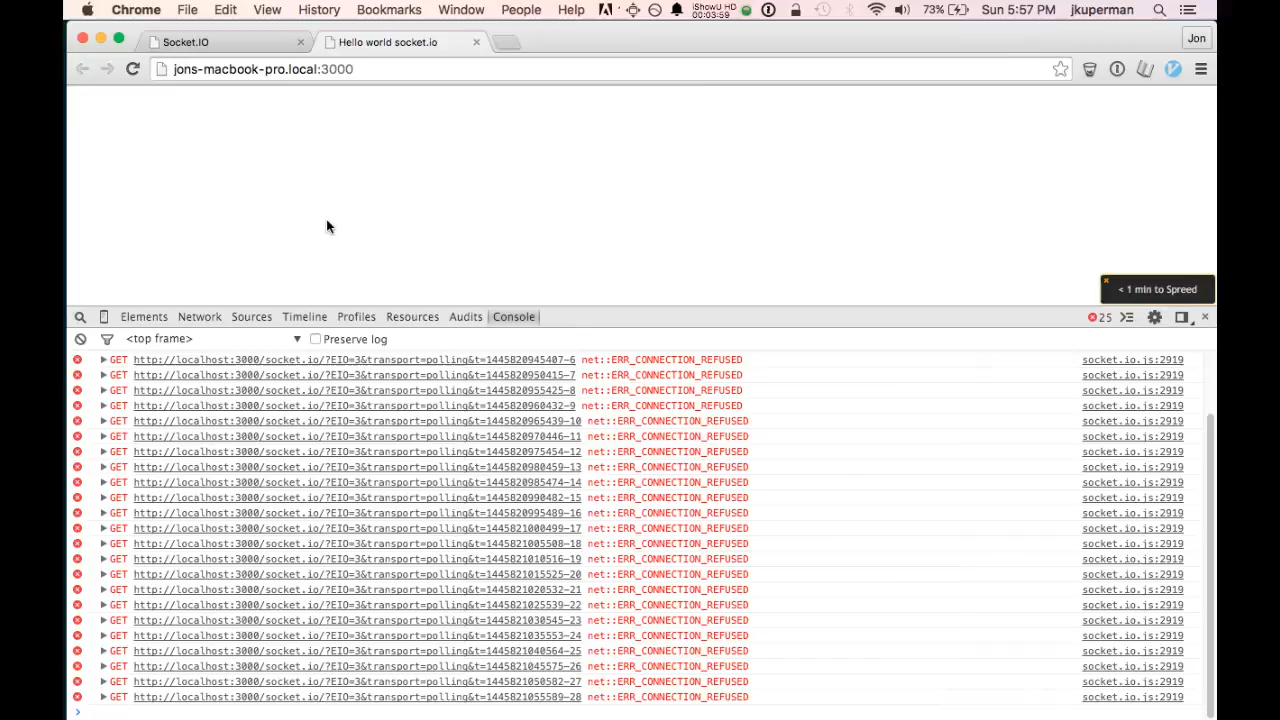 Chrome File Edit View History Bookmarks Window People Help iShowU HD 00:03:59 73% Sun 5:57 PM jkuperman
Socket.IO Hello world socket.io Jon
jons-macbook-pro.local:3000
< 1 min to Spreed
Elements Network Sources Timeline Profiles Resources Audits Console 25
<top frame> Preserve log
GET http://localhost:3000/socket.io/?EIO=3&transport=polling&t=1445820945407-6 net::ERR_CONNECTION_REFUSED socket.io.js:2919
GET http://localhost:3000/socket.io/?EIO=3&transport=polling&t=1445820950415-7 net::ERR_CONNECTION_REFUSED socket.io.js:2919
GET http://localhost:3000/socket.io/?EIO=3&transport=polling&t=1445820955425-8 net::ERR_CONNECTION_REFUSED socket.io.js:2919
GET http://localhost:3000/socket.io/?EIO=3&transport=polling&t=1445820960432-9 net::ERR_CONNECTION_REFUSED socket.io.js:2919
GET http://localhost:3000/socket.io/?EIO=3&transport=polling&t=1445820965439-10 net::ERR_CONNECTION_REFUSED socket.io.js:2919
GET http://localhost:3000/socket.io/?EIO=3&transport=polling&t=1445820970446-11 net::ERR_CONNECTION_REFUSED socket.io.js:2919
GET http://localhost:3000/socket.io/?EIO=3&transport=polling&t=1445820975454-12 net::ERR_CONNECTION_REFUSED socket.io.js:2919
GET http://localhost:3000/socket.io/?EIO=3&transport=polling&t=1445820980459-13 net::ERR_CONNECTION_REFUSED socket.io.js:2919
GET http://localhost:3000/socket.io/?EIO=3&transport=polling&t=1445820985474-14 net::ERR_CONNECTION_REFUSED socket.io.js:2919
GET http://localhost:3000/socket.io/?EIO=3&transport=polling&t=1445820990482-15 net::ERR_CONNECTION_REFUSED socket.io.js:2919
GET http://localhost:3000/socket.io/?EIO=3&transport=polling&t=1445820995489-16 net::ERR_CONNECTION_REFUSED socket.io.js:2919
GET http://localhost:3000/socket.io/?EIO=3&transport=polling&t=1445821000499-17 net::ERR_CONNECTION_REFUSED socket.io.js:2919
GET http://localhost:3000/socket.io/?EIO=3&transport=polling&t=1445821005508-18 net::ERR_CONNECTION_REFUSED socket.io.js:2919
GET http://localhost:3000/socket.io/?EIO=3&transport=polling&t=1445821010516-19 net::ERR_CONNECTION_REFUSED socket.io.js:2919
GET http://localhost:3000/socket.io/?EIO=3&transport=polling&t=1445821015525-20 net::ERR_CONNECTION_REFUSED socket.io.js:2919
GET http://localhost:3000/socket.io/?EIO=3&transport=polling&t=1445821020532-21 net::ERR_CONNECTION_REFUSED socket.io.js:2919
GET http://localhost:3000/socket.io/?EIO=3&transport=polling&t=1445821025539-22 net::ERR_CONNECTION_REFUSED socket.io.js:2919
GET http://localhost:3000/socket.io/?EIO=3&transport=polling&t=1445821030545-23 net::ERR_CONNECTION_REFUSED socket.io.js:2919
GET http://localhost:3000/socket.io/?EIO=3&transport=polling&t=1445821035553-24 net::ERR_CONNECTION_REFUSED socket.io.js:2919
GET http://localhost:3000/socket.io/?EIO=3&transport=polling&t=1445821040564-25 net::ERR_CONNECTION_REFUSED socket.io.js:2919
GET http://localhost:3000/socket.io/?EIO=3&transport=polling&t=1445821045575-26 net::ERR_CONNECTION_REFUSED socket.io.js:2919
GET http://localhost:3000/socket.io/?EIO=3&transport=polling&t=1445821050582-27 net::ERR_CONNECTION_REFUSED socket.io.js:2919
GET http://localhost:3000/socket.io/?EIO=3&transport=polling&t=1445821055589-28 net::ERR_CONNECTION_REFUSED socket.io.js:2919